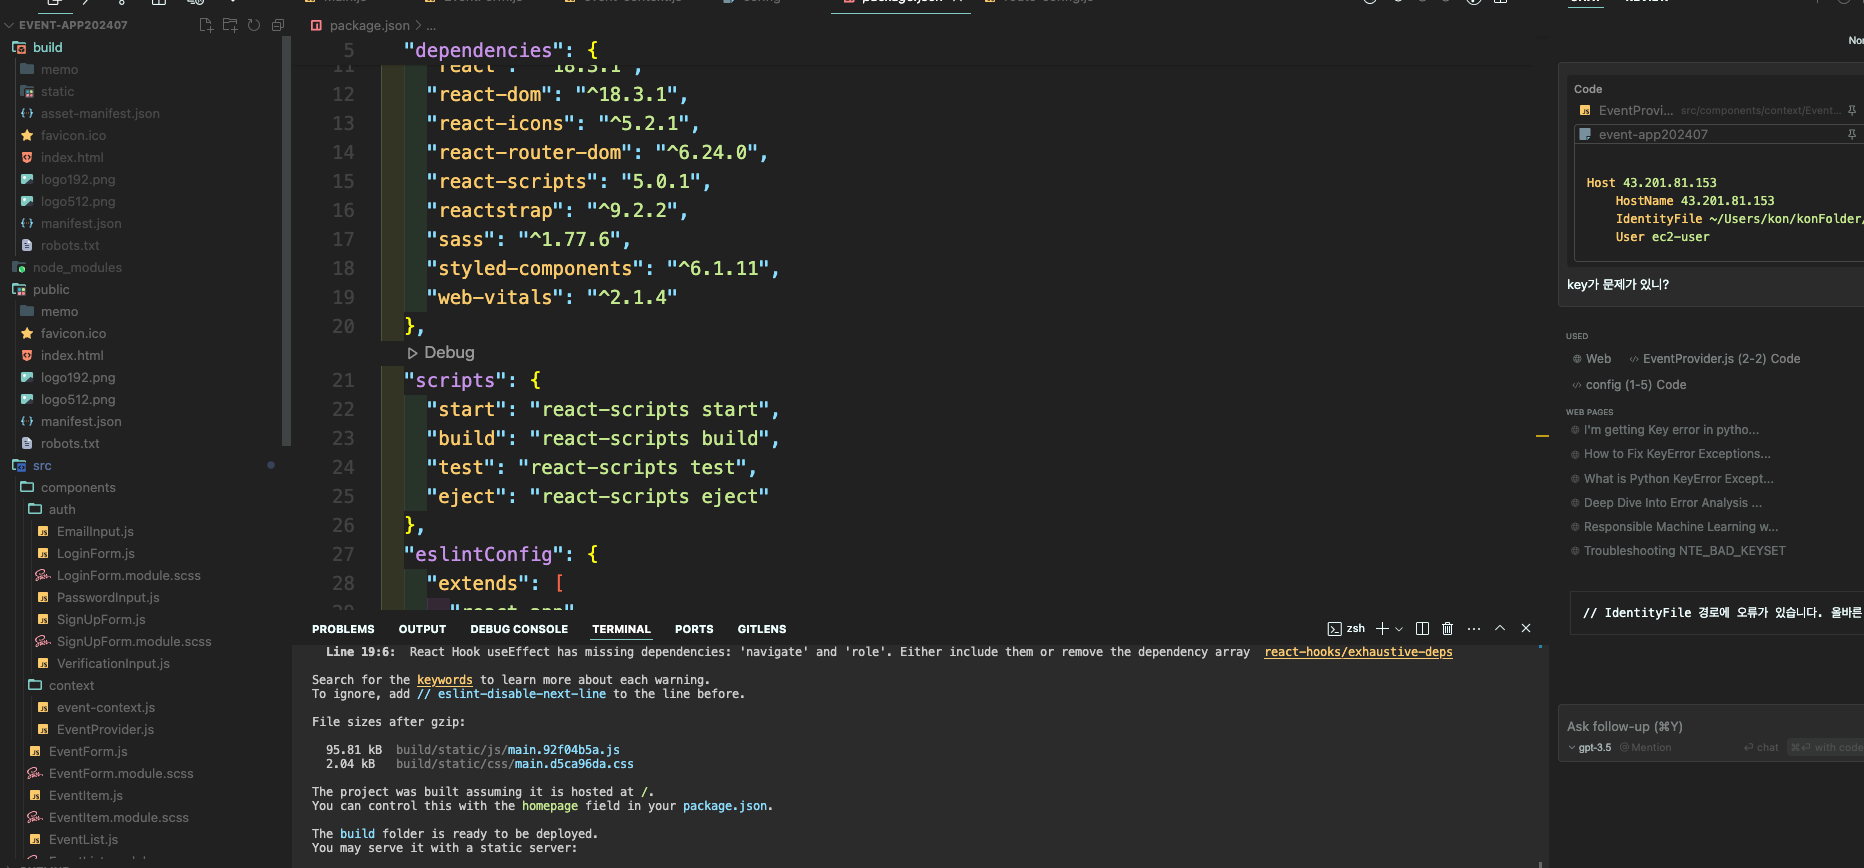 package.json
EVENT-APP202407
build
memo
static
asset-manifest.json
favicon.ico
index.html
logo192.png
logo512.png
manifest.json
robots.txt
node_modules
public
memo
favicon.ico
index.html
logo192.png
logo512.png
manifest.json
robots.txt
src
components
auth
EmailInput.js
LoginForm.js
LoginForm.module.scss
PasswordInput.js
SignUpForm.js
SignUpForm.module.scss
VerificationInput.js
context
event-context.js
EventProvider.js
EventForm.js
EventForm.module.scss
EventItem.js
EventItem.module.scss
EventList.js
package.json > ...
5 "dependencies": {
11 "react": "^18.3.1",
12 "react-dom": "^18.3.1",
13 "react-icons": "^5.2.1",
14 "react-router-dom": "^6.24.0",
15 "react-scripts": "5.0.1",
16 "reactstrap": "^9.2.2",
17 "sass": "^1.77.6",
18 "styled-components": "^6.1.11",
19 "web-vitals": "^2.1.4"
20 },
Debug
21 "scripts": {
22 "start": "react-scripts start",
23 "build": "react-scripts build",
24 "test": "react-scripts test",
25 "eject": "react-scripts eject"
26 },
27 "eslintConfig": {
28 "extends": [
"react-app"
PROBLEMS OUTPUT DEBUG CONSOLE TERMINAL PORTS GITLENS
zsh
Line 19:6: React Hook useEffect has missing dependencies: 'navigate' and 'role'. Either include them or remove the dependency array react-hooks/exhaustive-deps
Search for the keywords to learn more about each warning.
To ignore, add // eslint-disable-next-line to the line before.
File sizes after gzip:
95.81 kB build/static/js/main.92f04b5a.js
2.04 kB build/static/css/main.d5ca96da.css
The project was built assuming it is hosted at /.
You can control this with the homepage field in your package.json.
The build folder is ready to be deployed.
You may serve it with a static server:
Code
EventProvi... src/components/context/Event...
event-app202407
Host 43.201.81.153
HostName 43.201.81.153
IdentityFile ~/Users/kon/konFolder/
User ec2-user
key가 문제가 있니?
USED
Web EventProvider.js (2-2) Code
config (1-5) Code
WEB PAGES
I'm getting Key error in pytho...
How to Fix KeyError Exceptions...
What is Python KeyError Except...
Deep Dive Into Error Analysis ...
Responsible Machine Learning w...
Troubleshooting NTE_BAD_KEYSET
// IdentityFile 경로에 오류가 있습니다. 올바른
Ask follow-up (⌘Y)
gpt-3.5 @ Mention
chat ⌘⏎ with code